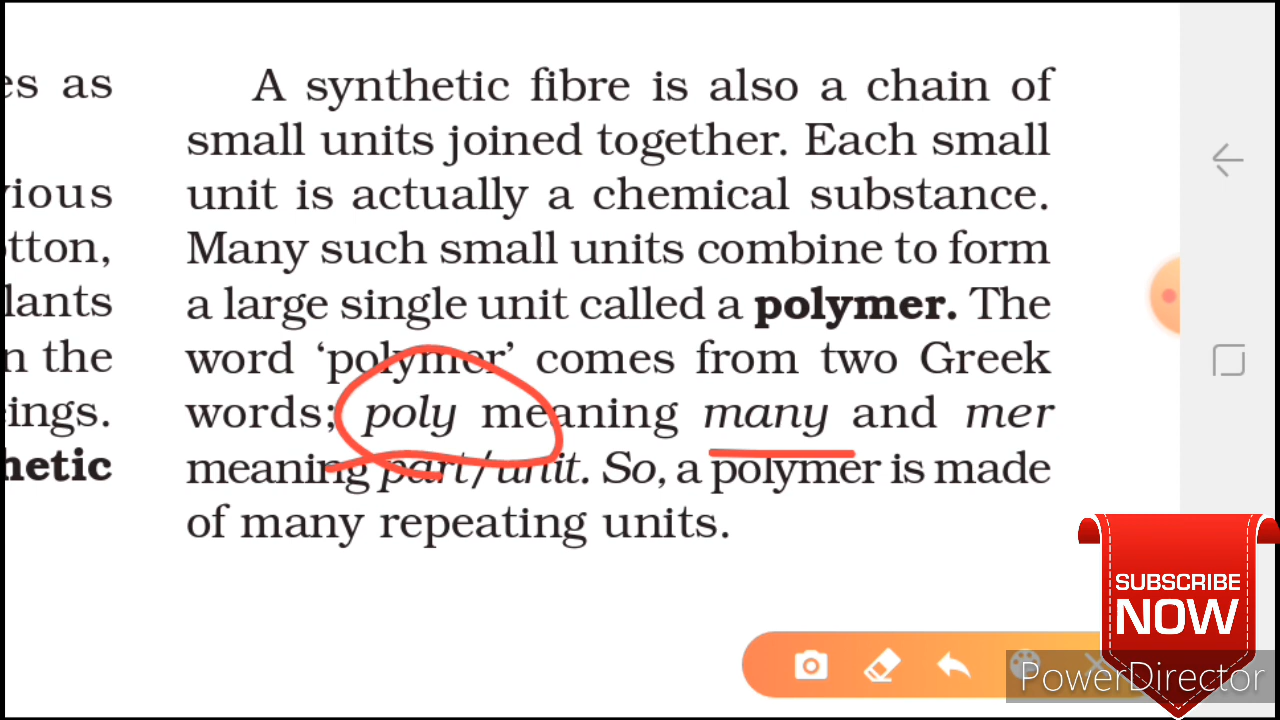 es as
vious
otton,
lants
n the
eings.
hetic
A synthetic fibre is also a chain of
small units joined together. Each small
unit is actually a chemical substance.
Many such small units combine to form
a large single unit called a polymer. The
word ‘polymer’ comes from two Greek
words; poly meaning many and mer
meaning part/unit. So, a polymer is made
of many repeating units.
SUBSCRIBE
NOW
PowerDirector